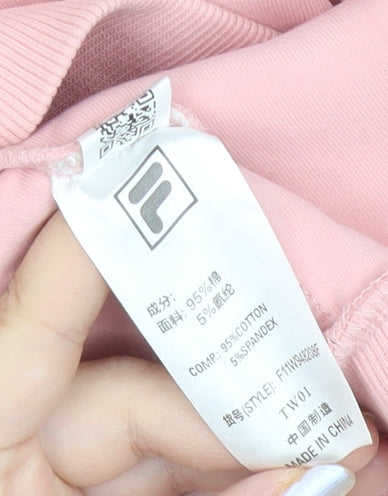 成分:
面料: 95%棉
5%氨纶
COMP.: 95%COTTON
5%SPANDEX
货号(STYLE): F11W948208F
TW01
中国制造
MADE IN CHINA